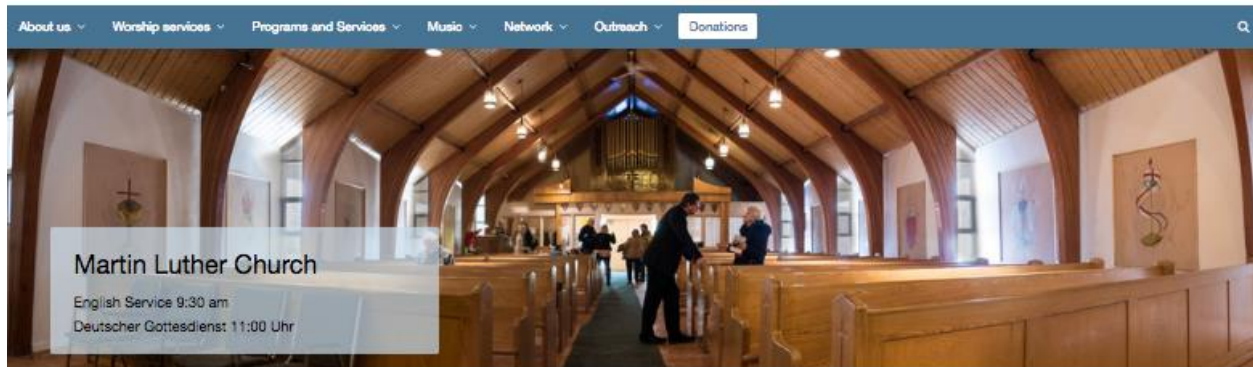 About us Worship services Programs and Services Music Network Outreach Donations
Martin Luther Church
English Service 9:30 am
Deutscher Gottesdienst 11:00 Uhr